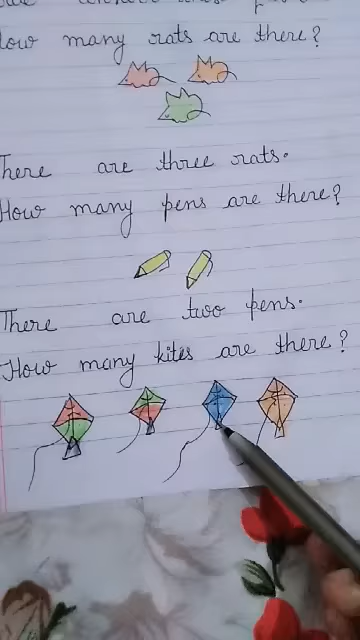 many rats are there?
There are three rats.
How many pens are there?
There are two pens.
How many kites are there?